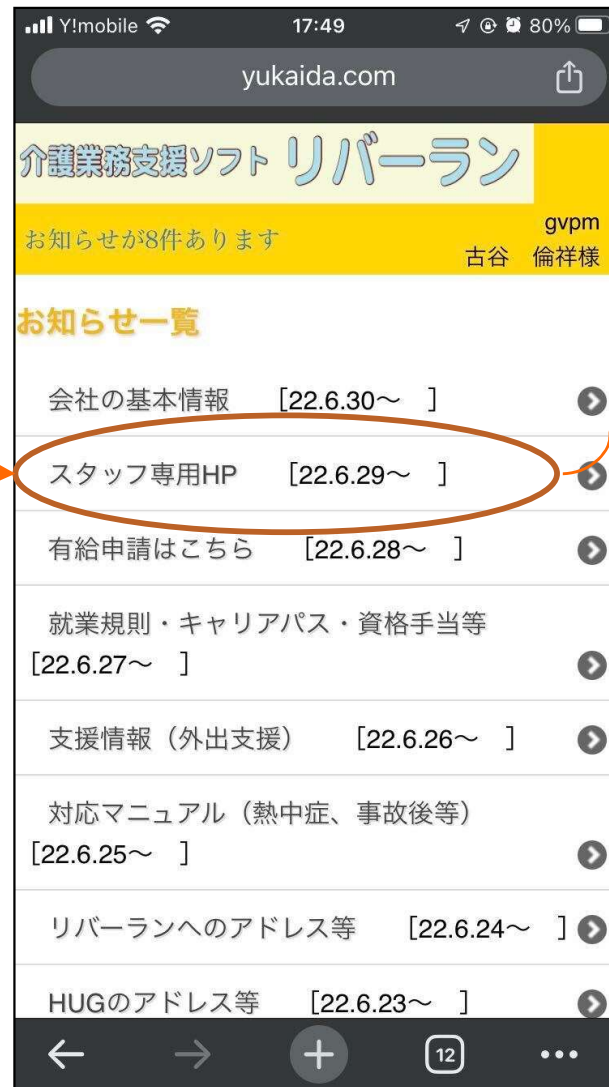 Y!mobile 17:49 80%
yukaida.com
介護業務支援ソフト リバーラン
お知らせが8件あります
gvpm
古谷 倫祥様
お知らせ一覧
会社の基本情報 [22.6.30～ ]
スタッフ専用HP [22.6.29～ ]
有給申請はこちら [22.6.28～ ]
就業規則・キャリアパス・資格手当等
[22.6.27～ ]
支援情報（外出支援） [22.6.26～ ]
対応マニュアル（熱中症、事故後等）
[22.6.25～ ]
リバーランへのアドレス等 [22.6.24～ ]
HUGのアドレス等 [22.6.23～ ]
12